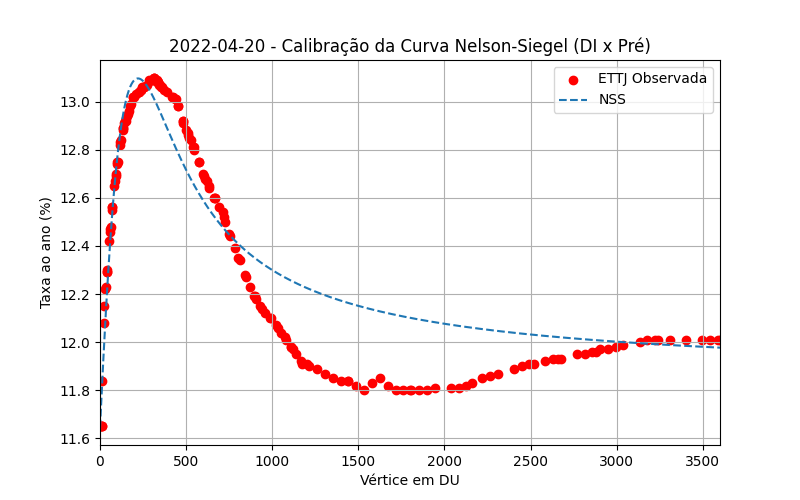 2022-04-20 - Calibração da Curva Nelson-Siegel (DI x Pré)
ETTJ Observada
NSS
Taxa ao ano (%)
13.0
12.8
12.6
12.4
12.2
12.0
11.8
11.6
0 500 1000 1500 2000 2500 3000 3500
Vértice em DU